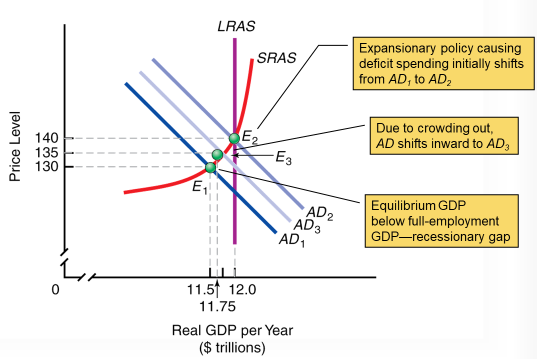 LRAS
SRAS
Expansionary policy causing
deficit spending initially shifts
from AD1 to AD2
Due to crowding out,
AD shifts inward to AD3
Equilibrium GDP
below full-employment
GDP—recessionary gap
Price Level
140
135
130
E2
E3
E1
AD2
AD3
AD1
0
11.5
12.0
11.75
Real GDP per Year
($ trillions)